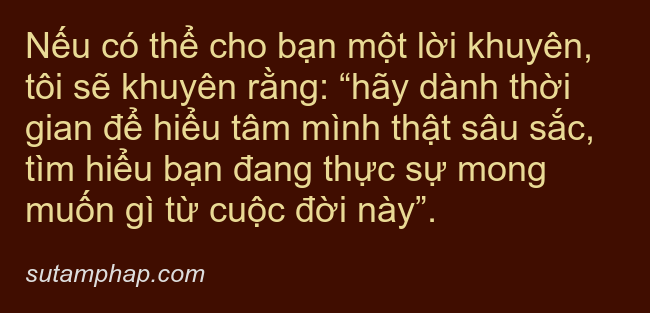 Nếu có thể cho bạn một lời khuyên,
tôi sẽ khuyên rằng: “hãy dành thời
gian để hiểu tâm mình thật sâu sắc,
tìm hiểu bạn đang thực sự mong
muốn gì từ cuộc đời này”.
sutamphap.com